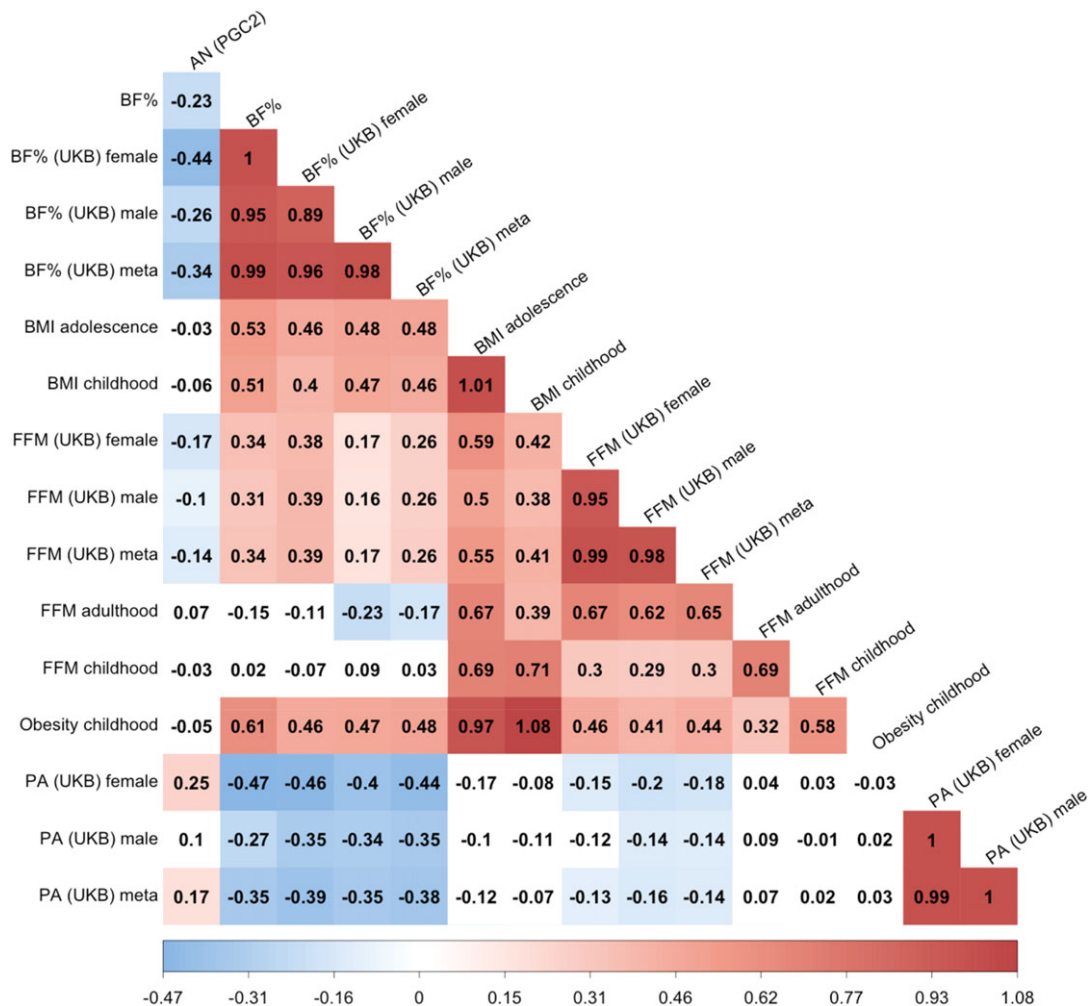 AN (PGC2)
BF% -0.23 BF%
BF% (UKB) female -0.44 1 BF% (UKB) female
BF% (UKB) male -0.26 0.95 0.89 BF% (UKB) male
BF% (UKB) meta -0.34 0.99 0.96 0.98 BF% (UKB) meta
BMI adolescence -0.03 0.53 0.46 0.48 0.48 BMI adolescence
BMI childhood -0.06 0.51 0.4 0.47 0.46 1.01 BMI childhood
FFM (UKB) female -0.17 0.34 0.38 0.17 0.26 0.59 0.42 FFM (UKB) female
FFM (UKB) male -0.1 0.31 0.39 0.16 0.26 0.5 0.38 0.95 FFM (UKB) male
FFM (UKB) meta -0.14 0.34 0.39 0.17 0.26 0.55 0.41 0.99 0.98 FFM (UKB) meta
FFM adulthood 0.07 -0.15 -0.11 -0.23 -0.17 0.67 0.39 0.67 0.62 0.65 FFM adulthood
FFM childhood -0.03 0.02 -0.07 0.09 0.03 0.69 0.71 0.3 0.29 0.3 0.69 FFM childhood
Obesity childhood -0.05 0.61 0.46 0.47 0.48 0.97 1.08 0.46 0.41 0.44 0.32 0.58 Obesity childhood
PA (UKB) female 0.25 -0.47 -0.46 -0.4 -0.44 -0.17 -0.08 -0.15 -0.2 -0.18 0.04 0.03 -0.03 PA (UKB) female
PA (UKB) male 0.1 -0.27 -0.35 -0.34 -0.35 -0.1 -0.11 -0.12 -0.14 -0.14 0.09 -0.01 0.02 1 PA (UKB) male
PA (UKB) meta 0.17 -0.35 -0.39 -0.35 -0.38 -0.12 -0.07 -0.13 -0.16 -0.14 0.07 0.02 0.03 0.99 1
-0.47 -0.31 -0.16 0 0.15 0.31 0.46 0.62 0.77 0.93 1.08